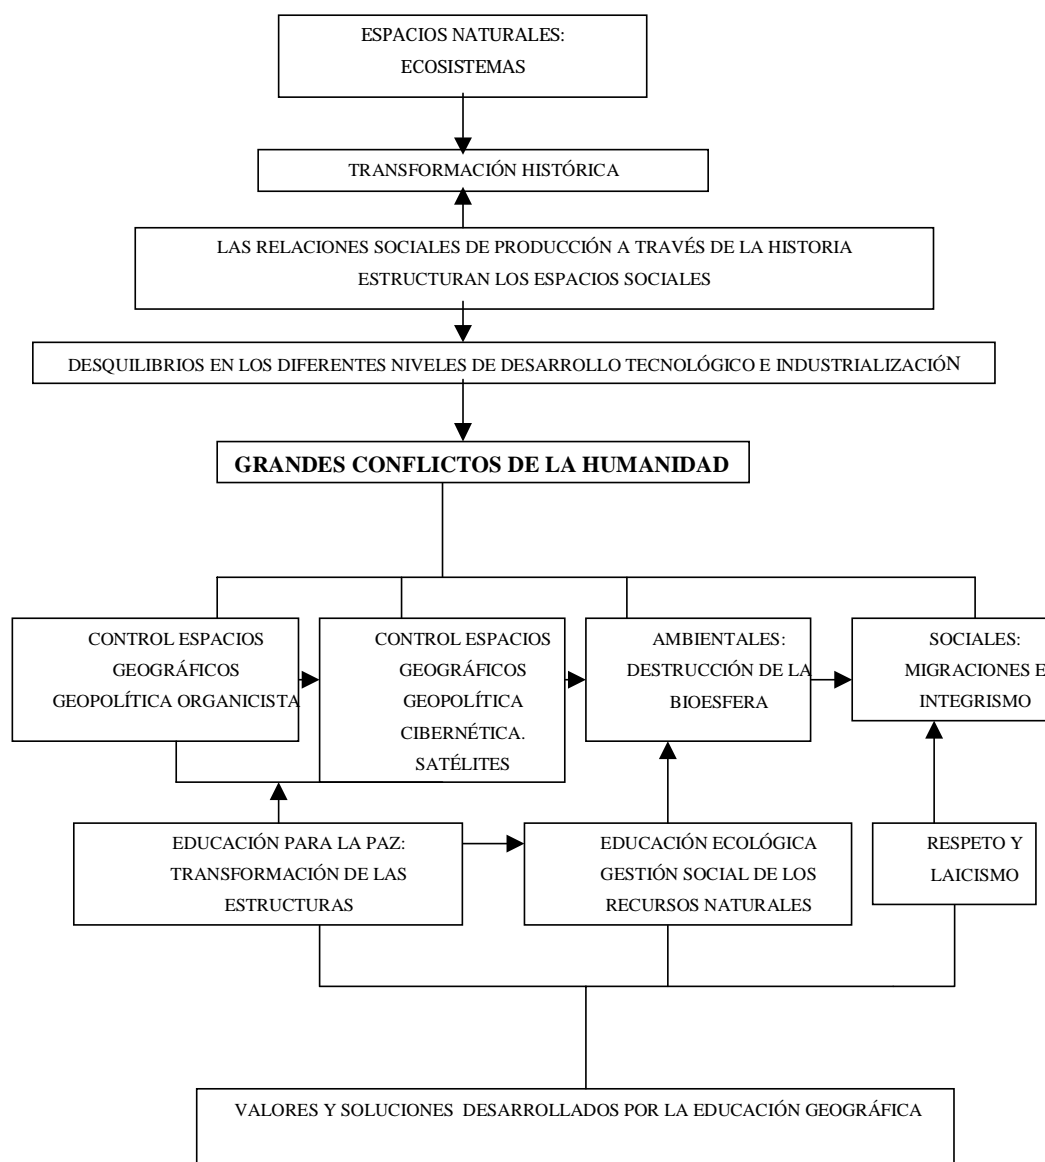 ESPACIOS NATURALES:
ECOSISTEMAS
TRANSFORMACIÓN HISTÓRICA
LAS RELACIONES SOCIALES DE PRODUCCIÓN A TRAVÉS DE LA HISTORIA
ESTRUCTURAN LOS ESPACIOS SOCIALES
DESQUILIBRIOS EN LOS DIFERENTES NIVELES DE DESARROLLO TECNOLÓGICO E INDUSTRIALIZACIÓN
GRANDES CONFLICTOS DE LA HUMANIDAD
CONTROL ESPACIOS
GEOGRÁFICOS
GEOPOLÍTICA ORGANICISTA
CONTROL ESPACIOS
GEOGRÁFICOS
GEOPOLÍTICA
CIBERNÉTICA.
SATÉLITES
AMBIENTALES:
DESTRUCCIÓN DE LA
BIOESFERA
SOCIALES:
MIGRACIONES E
INTEGRISMO
EDUCACIÓN PARA LA PAZ:
TRANSFORMACIÓN DE LAS
ESTRUCTURAS
EDUCACIÓN ECOLÓGICA
GESTIÓN SOCIAL DE LOS
RECURSOS NATURALES
RESPETO Y
LAICISMO
VALORES Y SOLUCIONES DESARROLLADOS POR LA EDUCACIÓN GEOGRÁFICA